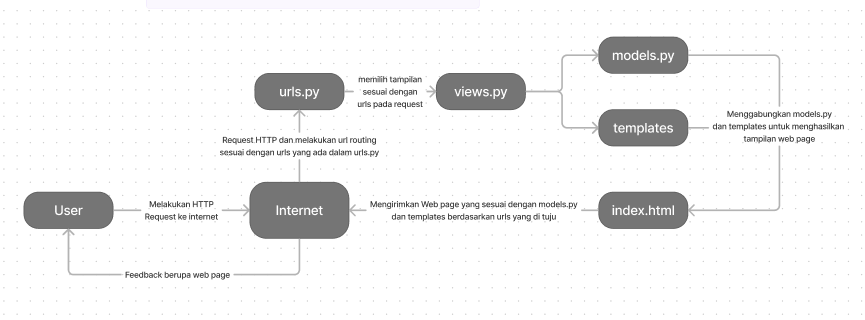 models.py
urls.py
memilih tampilan
sesuai dengan
urls pada request
views.py
templates
Menggabungkan models.py
dan templates untuk menghasilkan
tampilan web page
Request HTTP dan melakukan url routing
sesuai dengan urls yang ada dalam urls.py
User
Melakukan HTTP
Request ke internet
Internet
Mengirimkan Web page yang sesuai dengan models.py
dan templates berdasarkan urls yang di tuju
index.html
Feedback berupa web page